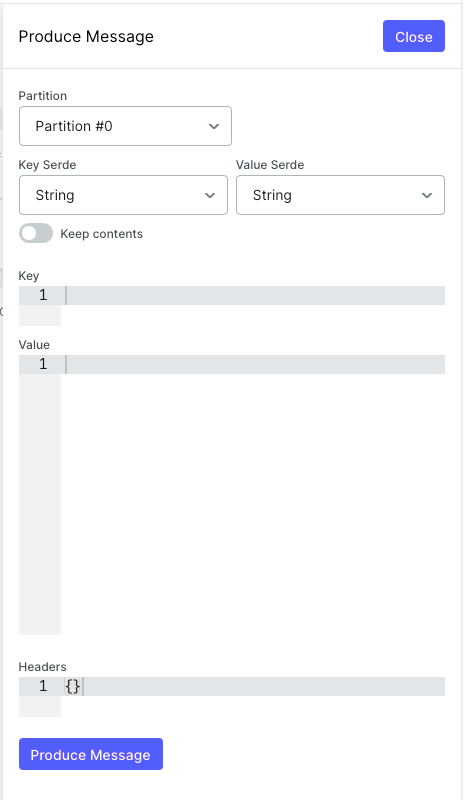 Produce Message
Close
Partition
Partition #0
Key Serde
Value Serde
String
String
Keep contents
Key
1
Value
1
Headers
1 {}
Produce Message